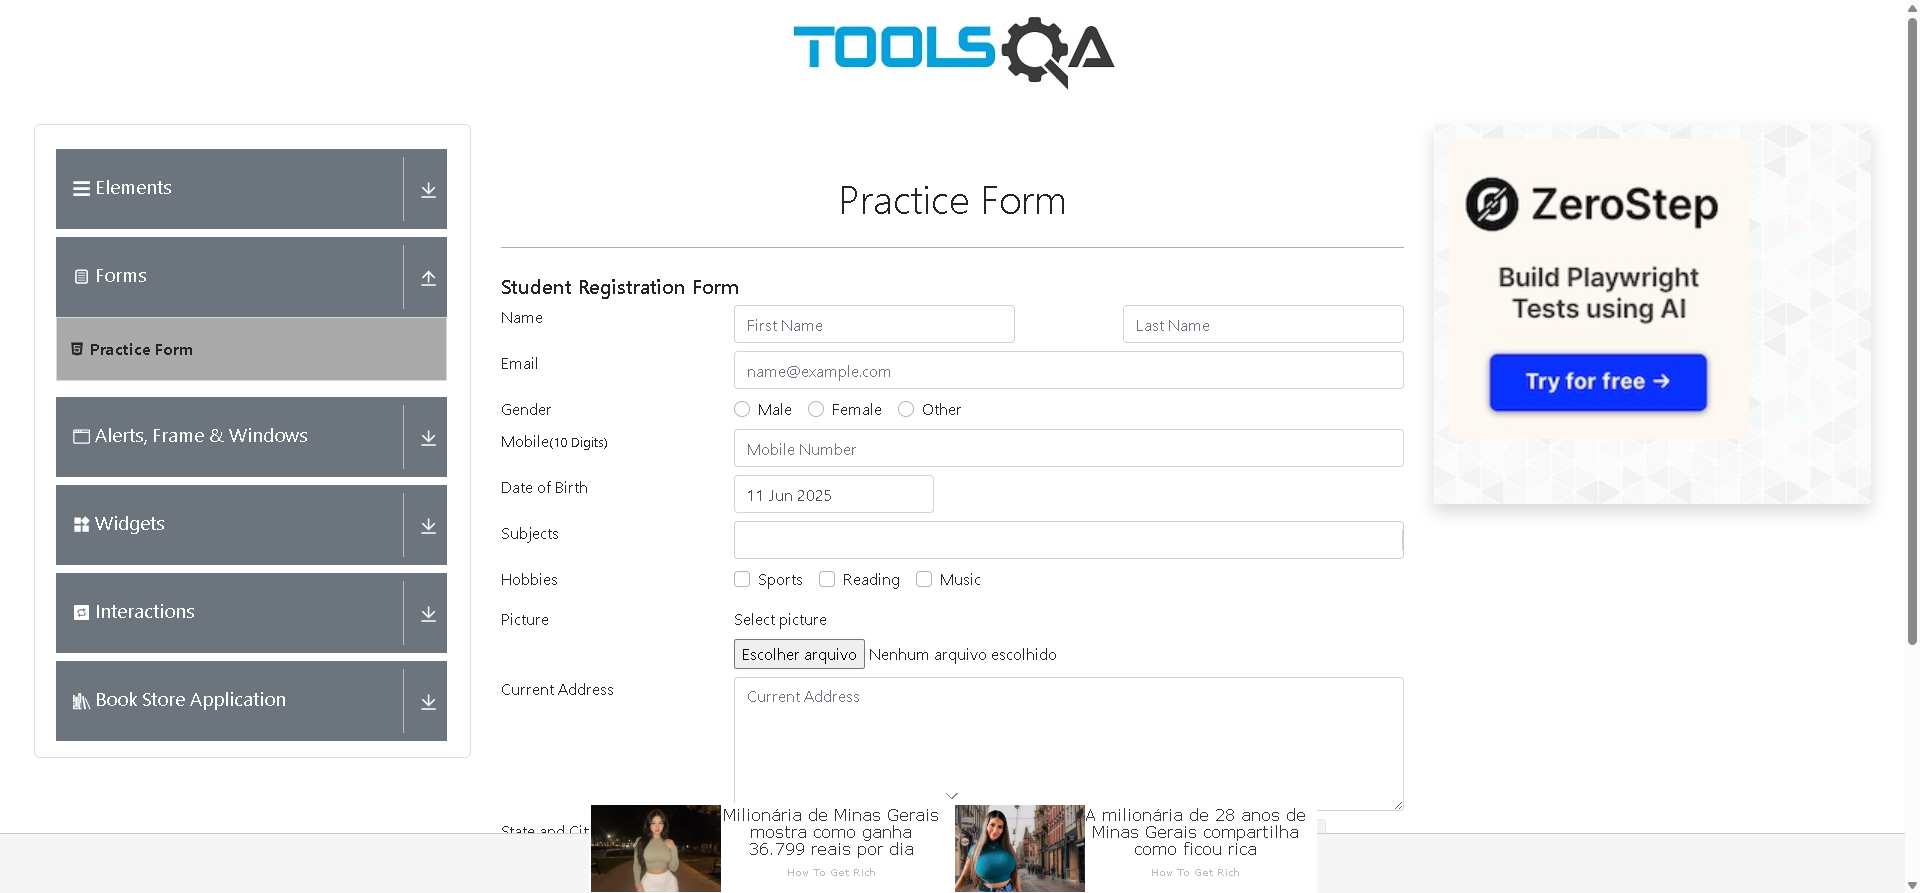 TOOLSQA
Elements
Forms
Practice Form
Alerts, Frame & Windows
Widgets
Interactions
Book Store Application
Practice Form
Student Registration Form
Name
First Name
Last Name
Email
name@example.com
Gender
Male
Female
Other
Mobile(10 Digits)
Mobile Number
Date of Birth
11 Jun 2025
Subjects
Hobbies
Sports
Reading
Music
Picture
Select picture
Escolher arquivo Nenhum arquivo escolhido
Current Address
Current Address
State and Cit
ZeroStep
Build Playwright
Tests using AI
Try for free →
Milionária de Minas Gerais
mostra como ganha
36.799 reais por dia
How To Get Rich
A milionária de 28 anos de
Minas Gerais compartilha
como ficou rica
How To Get Rich